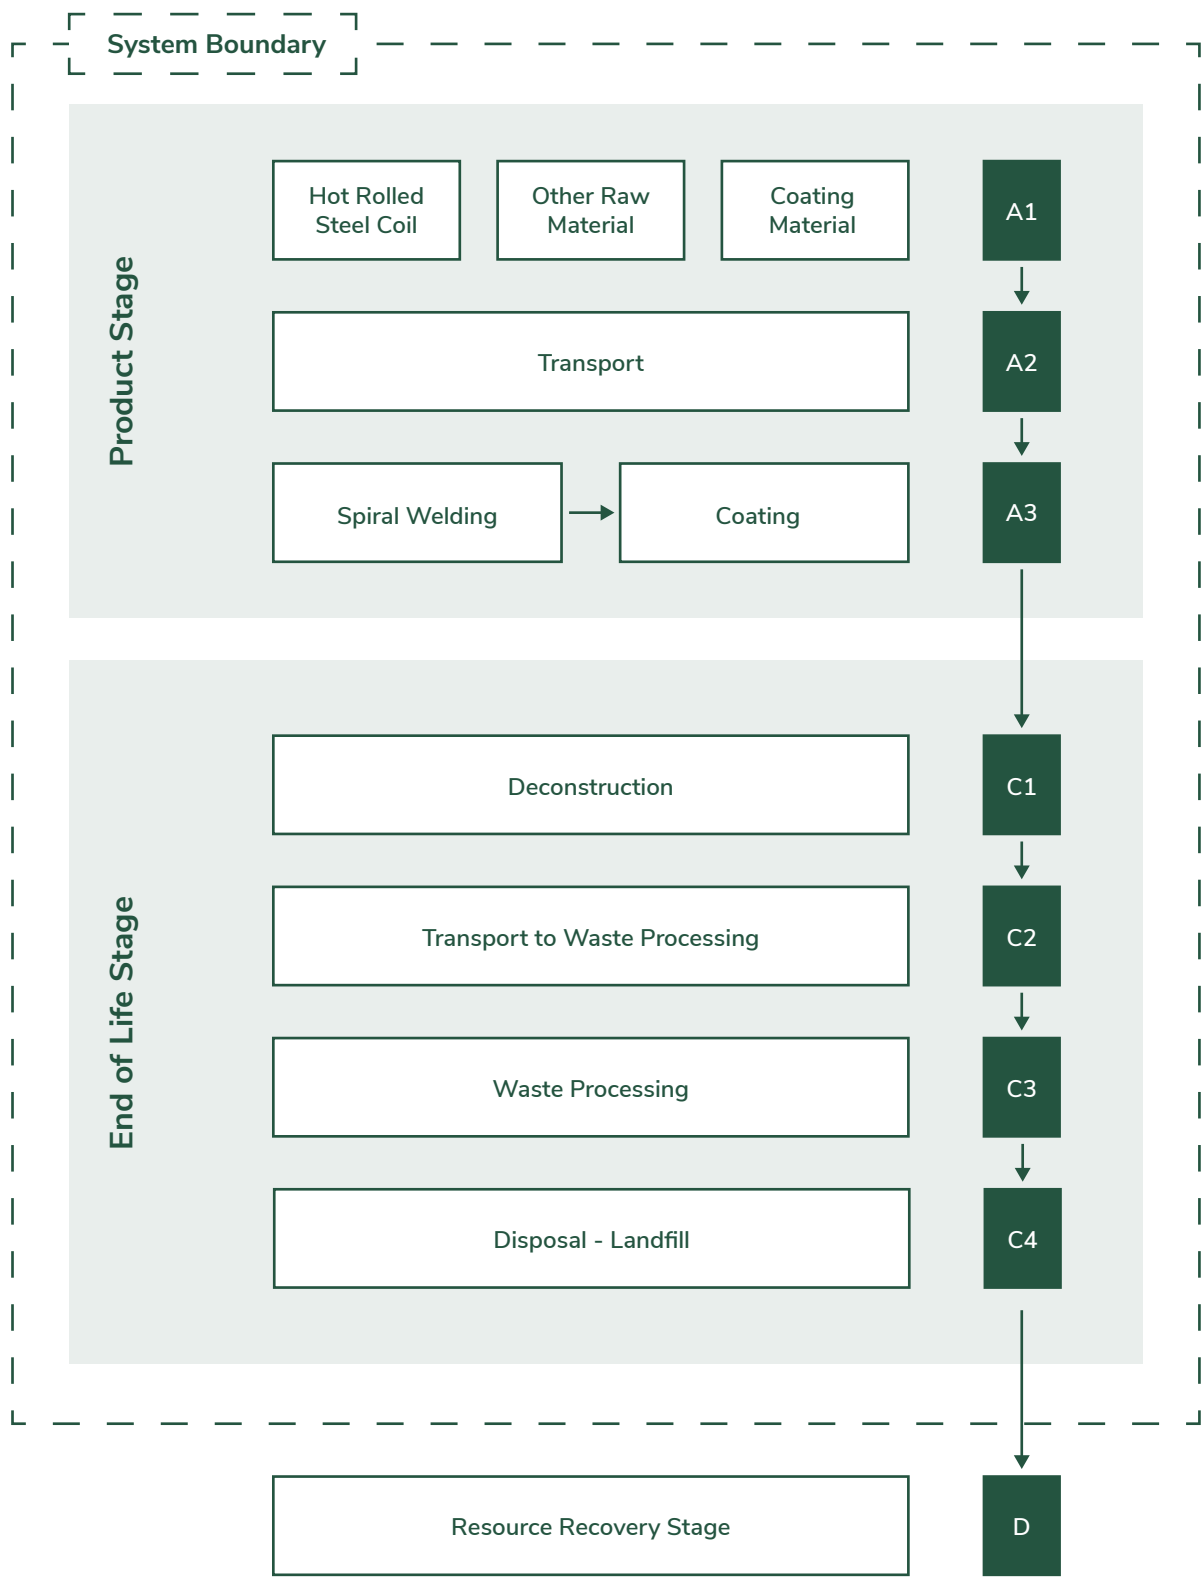 System Boundary
Product Stage
Hot Rolled
Steel Coil
Other Raw
Material
Coating
Material
A1
Transport
A2
Spiral Welding
Coating
A3
End of Life Stage
Deconstruction
C1
Transport to Waste Processing
C2
Waste Processing
C3
Disposal - Landfill
C4
Resource Recovery Stage
D